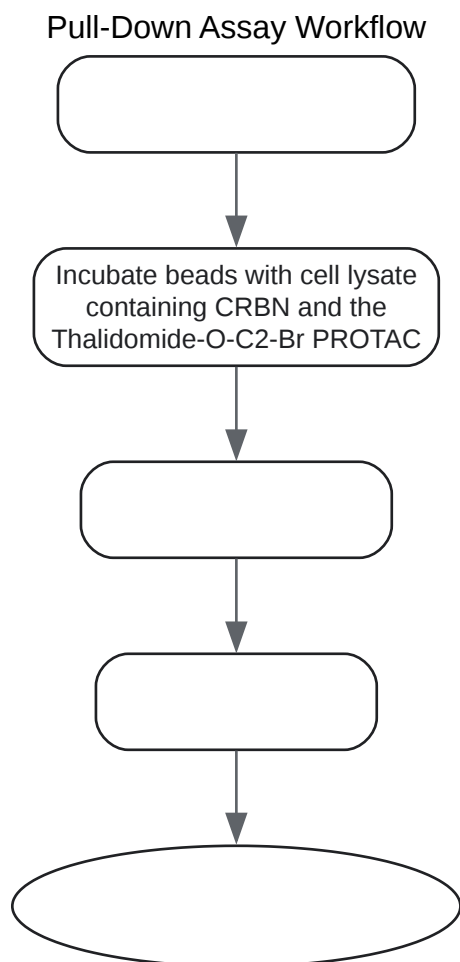 Pull-Down Assay Workflow
Incubate beads with cell lysate
containing CRBN and the
Thalidomide-O-C2-Br PROTAC